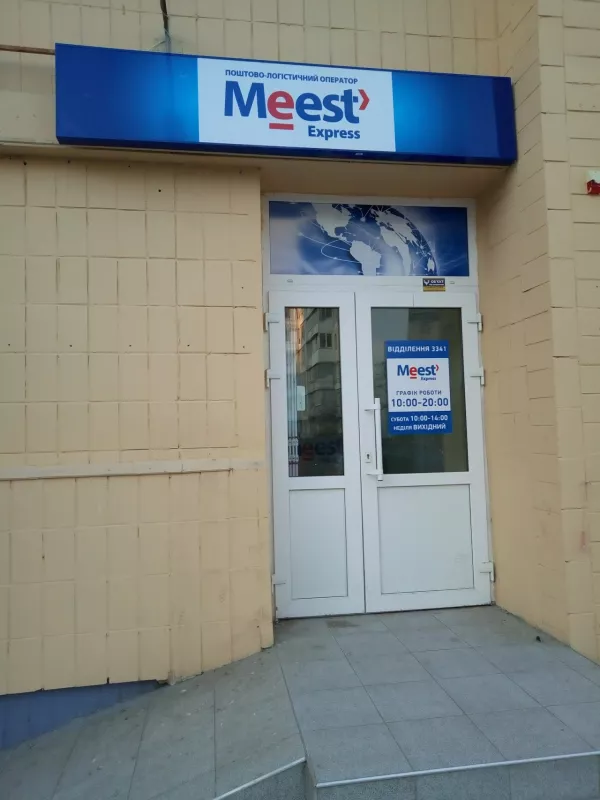 ПОШТОВО-ЛОГІСТИЧНИЙ ОПЕРАТОР
Meest
Express
ВІДДІЛЕННЯ 3341
Meest
Express
ГРАФІК РОБОТИ
10:00-20:00
СУБОТА 10:00-14:00
НЕДІЛЯ ВИХІДНИЙ
Meest